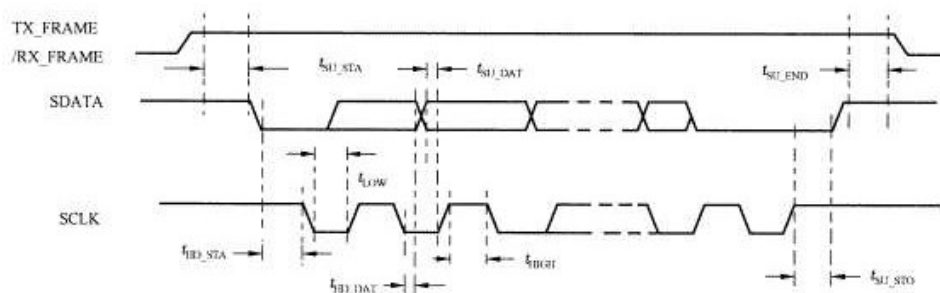 TX_FRAME
/RX_FRAME
t_SU_STA
t_SU_DAT
t_SU_END
SDATA
t_LOW
SCLK
t_HD_STA
t_HIGH
t_HD_DAT
t_SU_STO